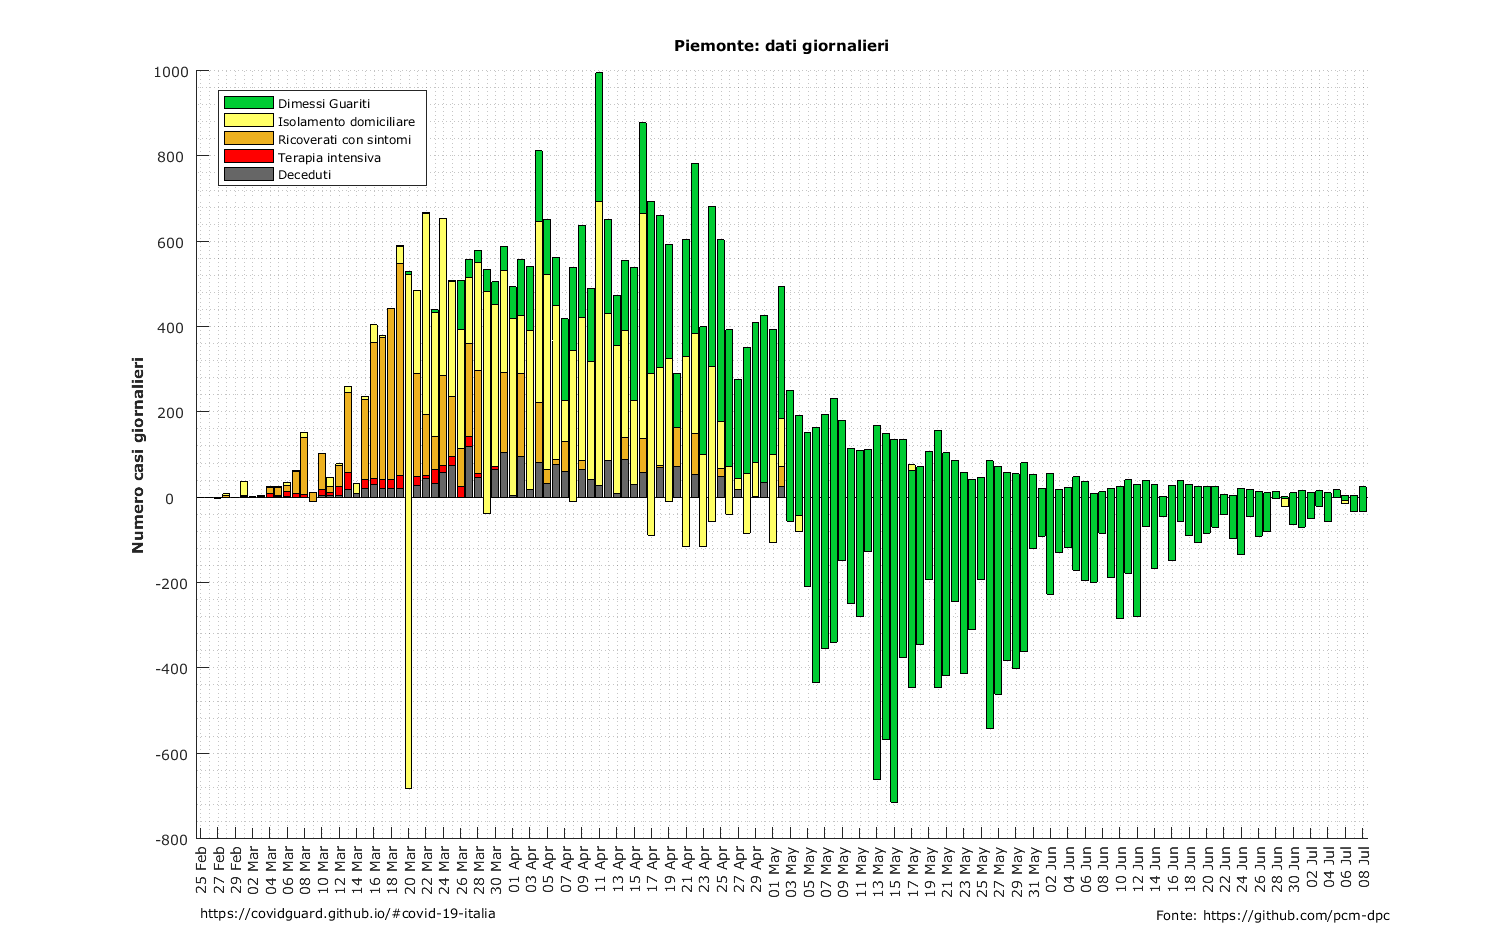 Piemonte: dati giornalieri
1000
800
600
400
200
0
-200
-400
-600
-800
Numero casi giornalieri
Dimessi Guariti
Isolamento domiciliare
Ricoverati con sintomi
Terapia intensiva
Deceduti
25 Feb
27 Feb
29 Feb
02 Mar
04 Mar
06 Mar
08 Mar
10 Mar
12 Mar
14 Mar
16 Mar
18 Mar
20 Mar
22 Mar
24 Mar
26 Mar
28 Mar
30 Mar
01 Apr
03 Apr
05 Apr
07 Apr
09 Apr
11 Apr
13 Apr
15 Apr
17 Apr
19 Apr
21 Apr
23 Apr
25 Apr
27 Apr
29 Apr
01 May
03 May
05 May
07 May
09 May
11 May
13 May
15 May
17 May
19 May
21 May
23 May
25 May
27 May
29 May
31 May
02 Jun
04 Jun
06 Jun
08 Jun
10 Jun
12 Jun
14 Jun
16 Jun
18 Jun
20 Jun
22 Jun
24 Jun
26 Jun
28 Jun
30 Jun
02 Jul
04 Jul
06 Jul
08 Jul
https://covidguard.github.io/#covid-19-italia
Fonte: https://github.com/pcm-dpc